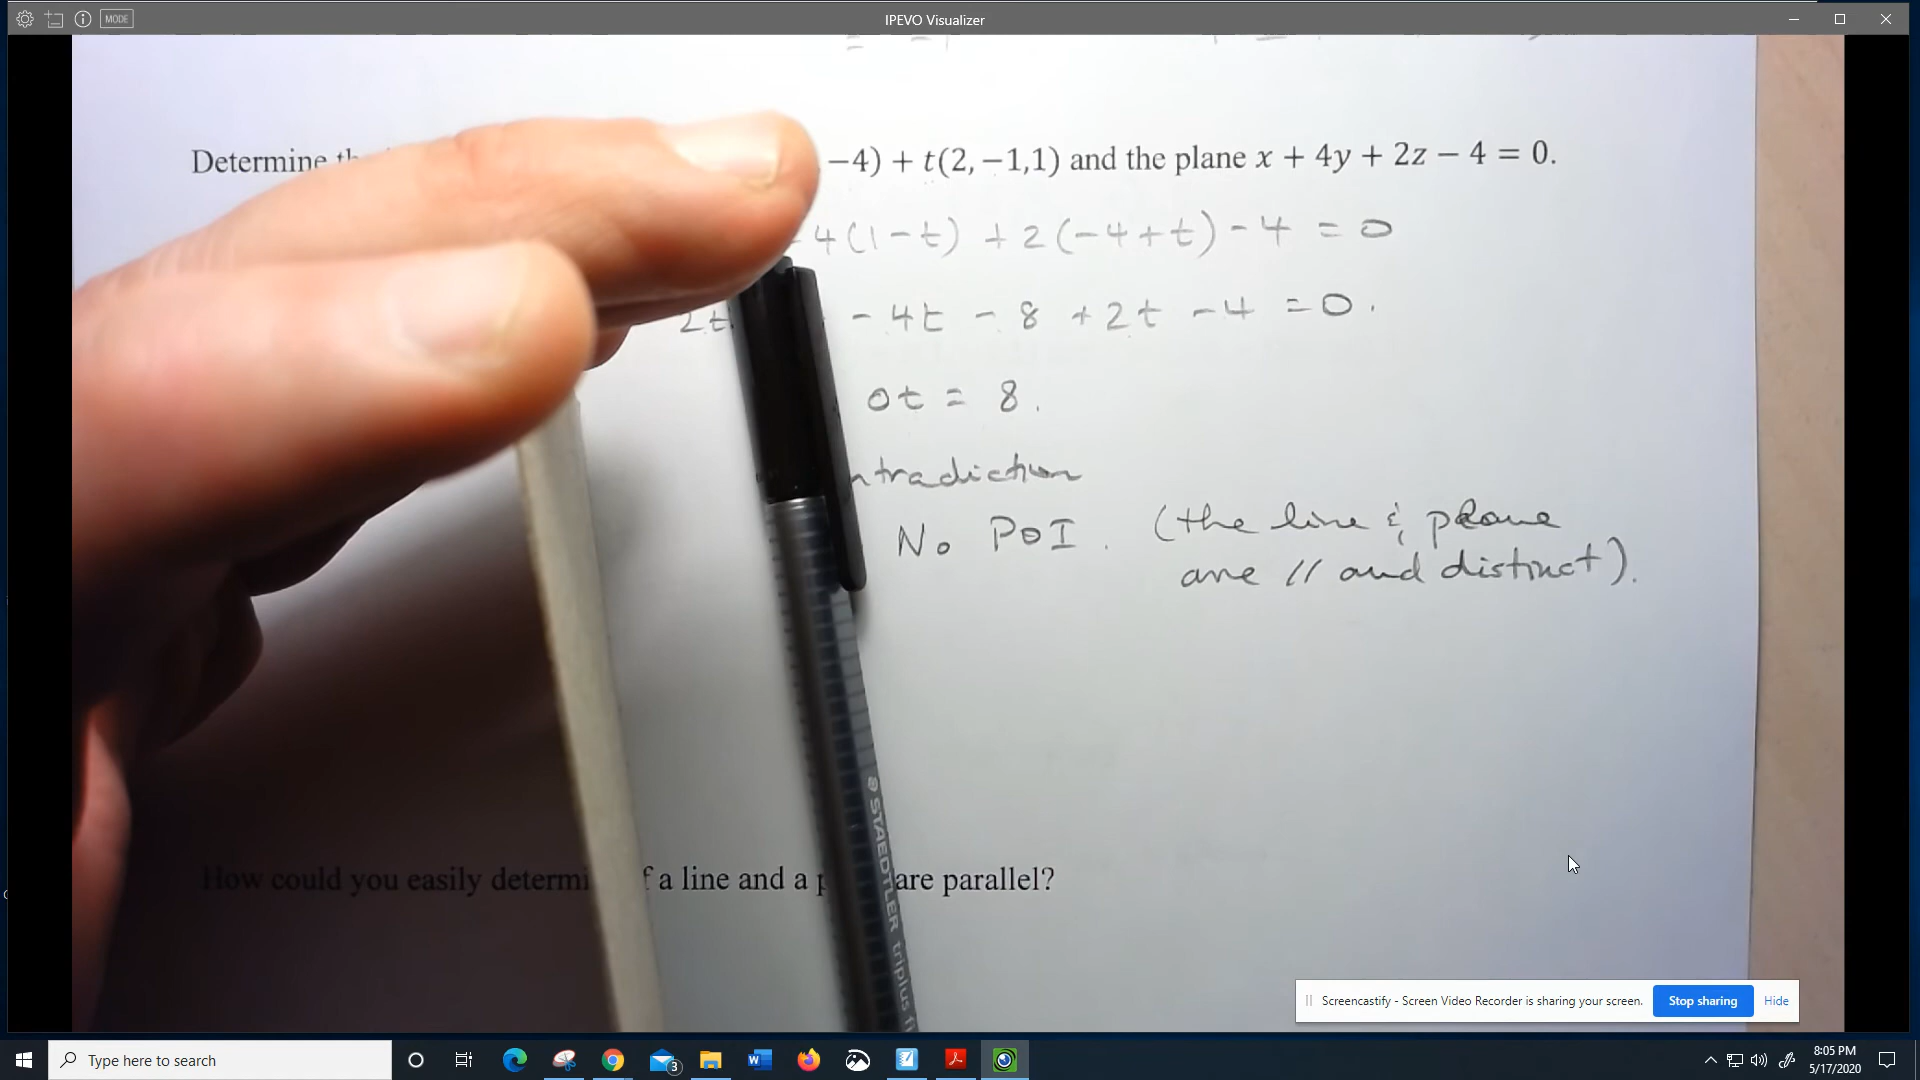 MODE
IPEVO Visualizer
Determine −4) + t(2,−1,1) and the plane x + 4y + 2z − 4 = 0.
4(1-t) + 2(-4+t) - 4 = 0
2t - 4t - 8 + 2t - 4 = 0.
0t = 8.
ntradiction
No POI. (the line & plane
are // and distinct).
How could you easily determi f a line and a p are parallel?
STAEDTLER triplus
Screencastify - Screen Video Recorder is sharing your screen.
Stop sharing
Hide
Type here to search
3
8:05 PM
5/17/2020